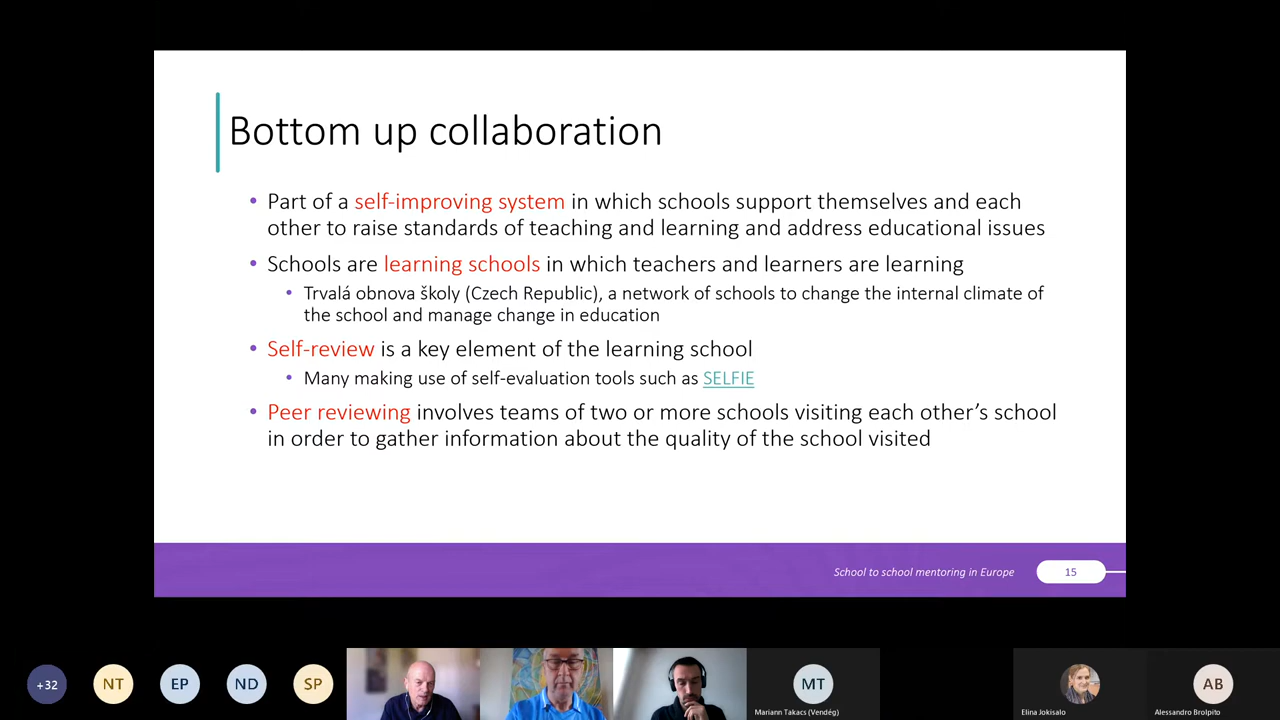 Bottom up collaboration
• Part of a self-improving system in which schools support themselves and each
other to raise standards of teaching and learning and address educational issues
• Schools are learning schools in which teachers and learners are learning
• Trvalá obnova školy (Czech Republic), a network of schools to change the internal climate of
the school and manage change in education
• Self-review is a key element of the learning school
• Many making use of self-evaluation tools such as SELFIE
• Peer reviewing involves teams of two or more schools visiting each other’s school
in order to gather information about the quality of the school visited
School to school mentoring in Europe
15
+32
NT
EP
ND
SP
MT
AB
Mariann Takacs (Vendég)
Elina Jokisalo
Alessandro Brolpito